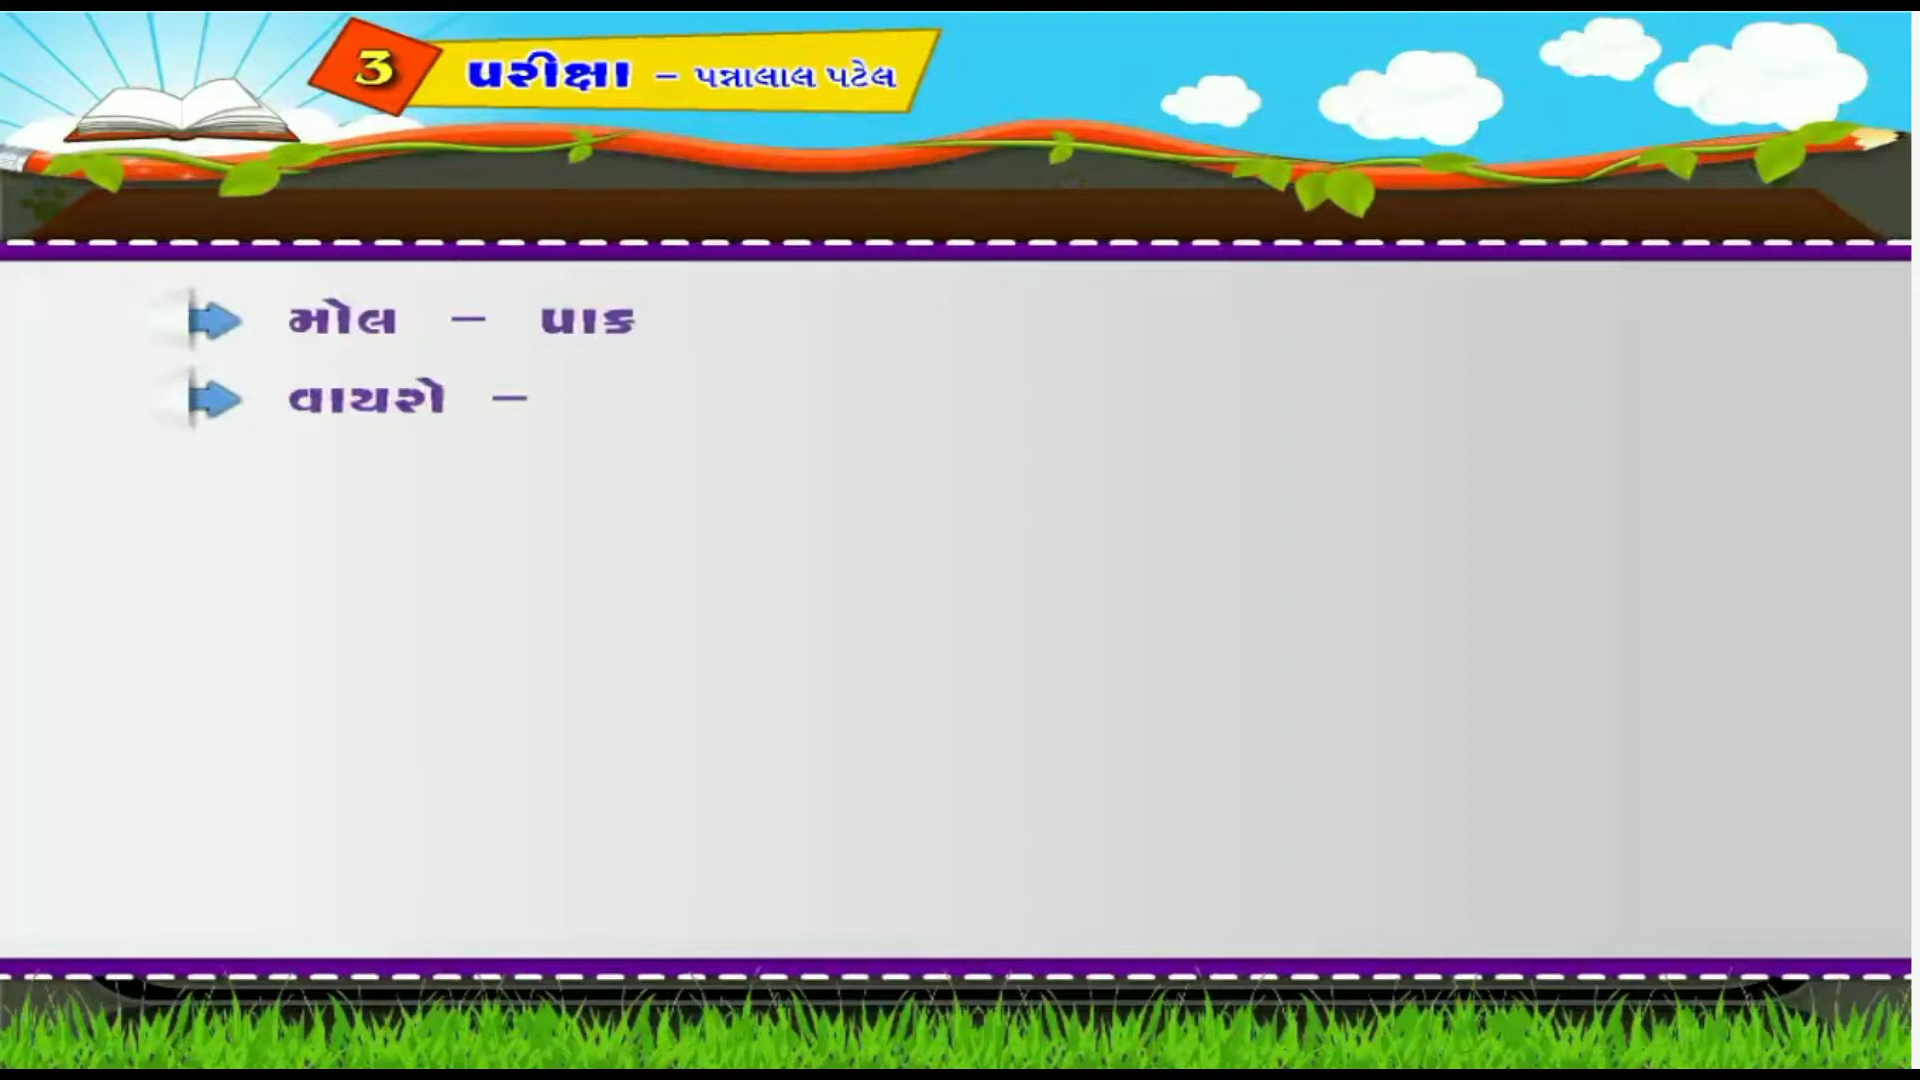 3 પરીક્ષા – પન્નાલાલ પટેલ
મોલ – પાક
વાયરો –